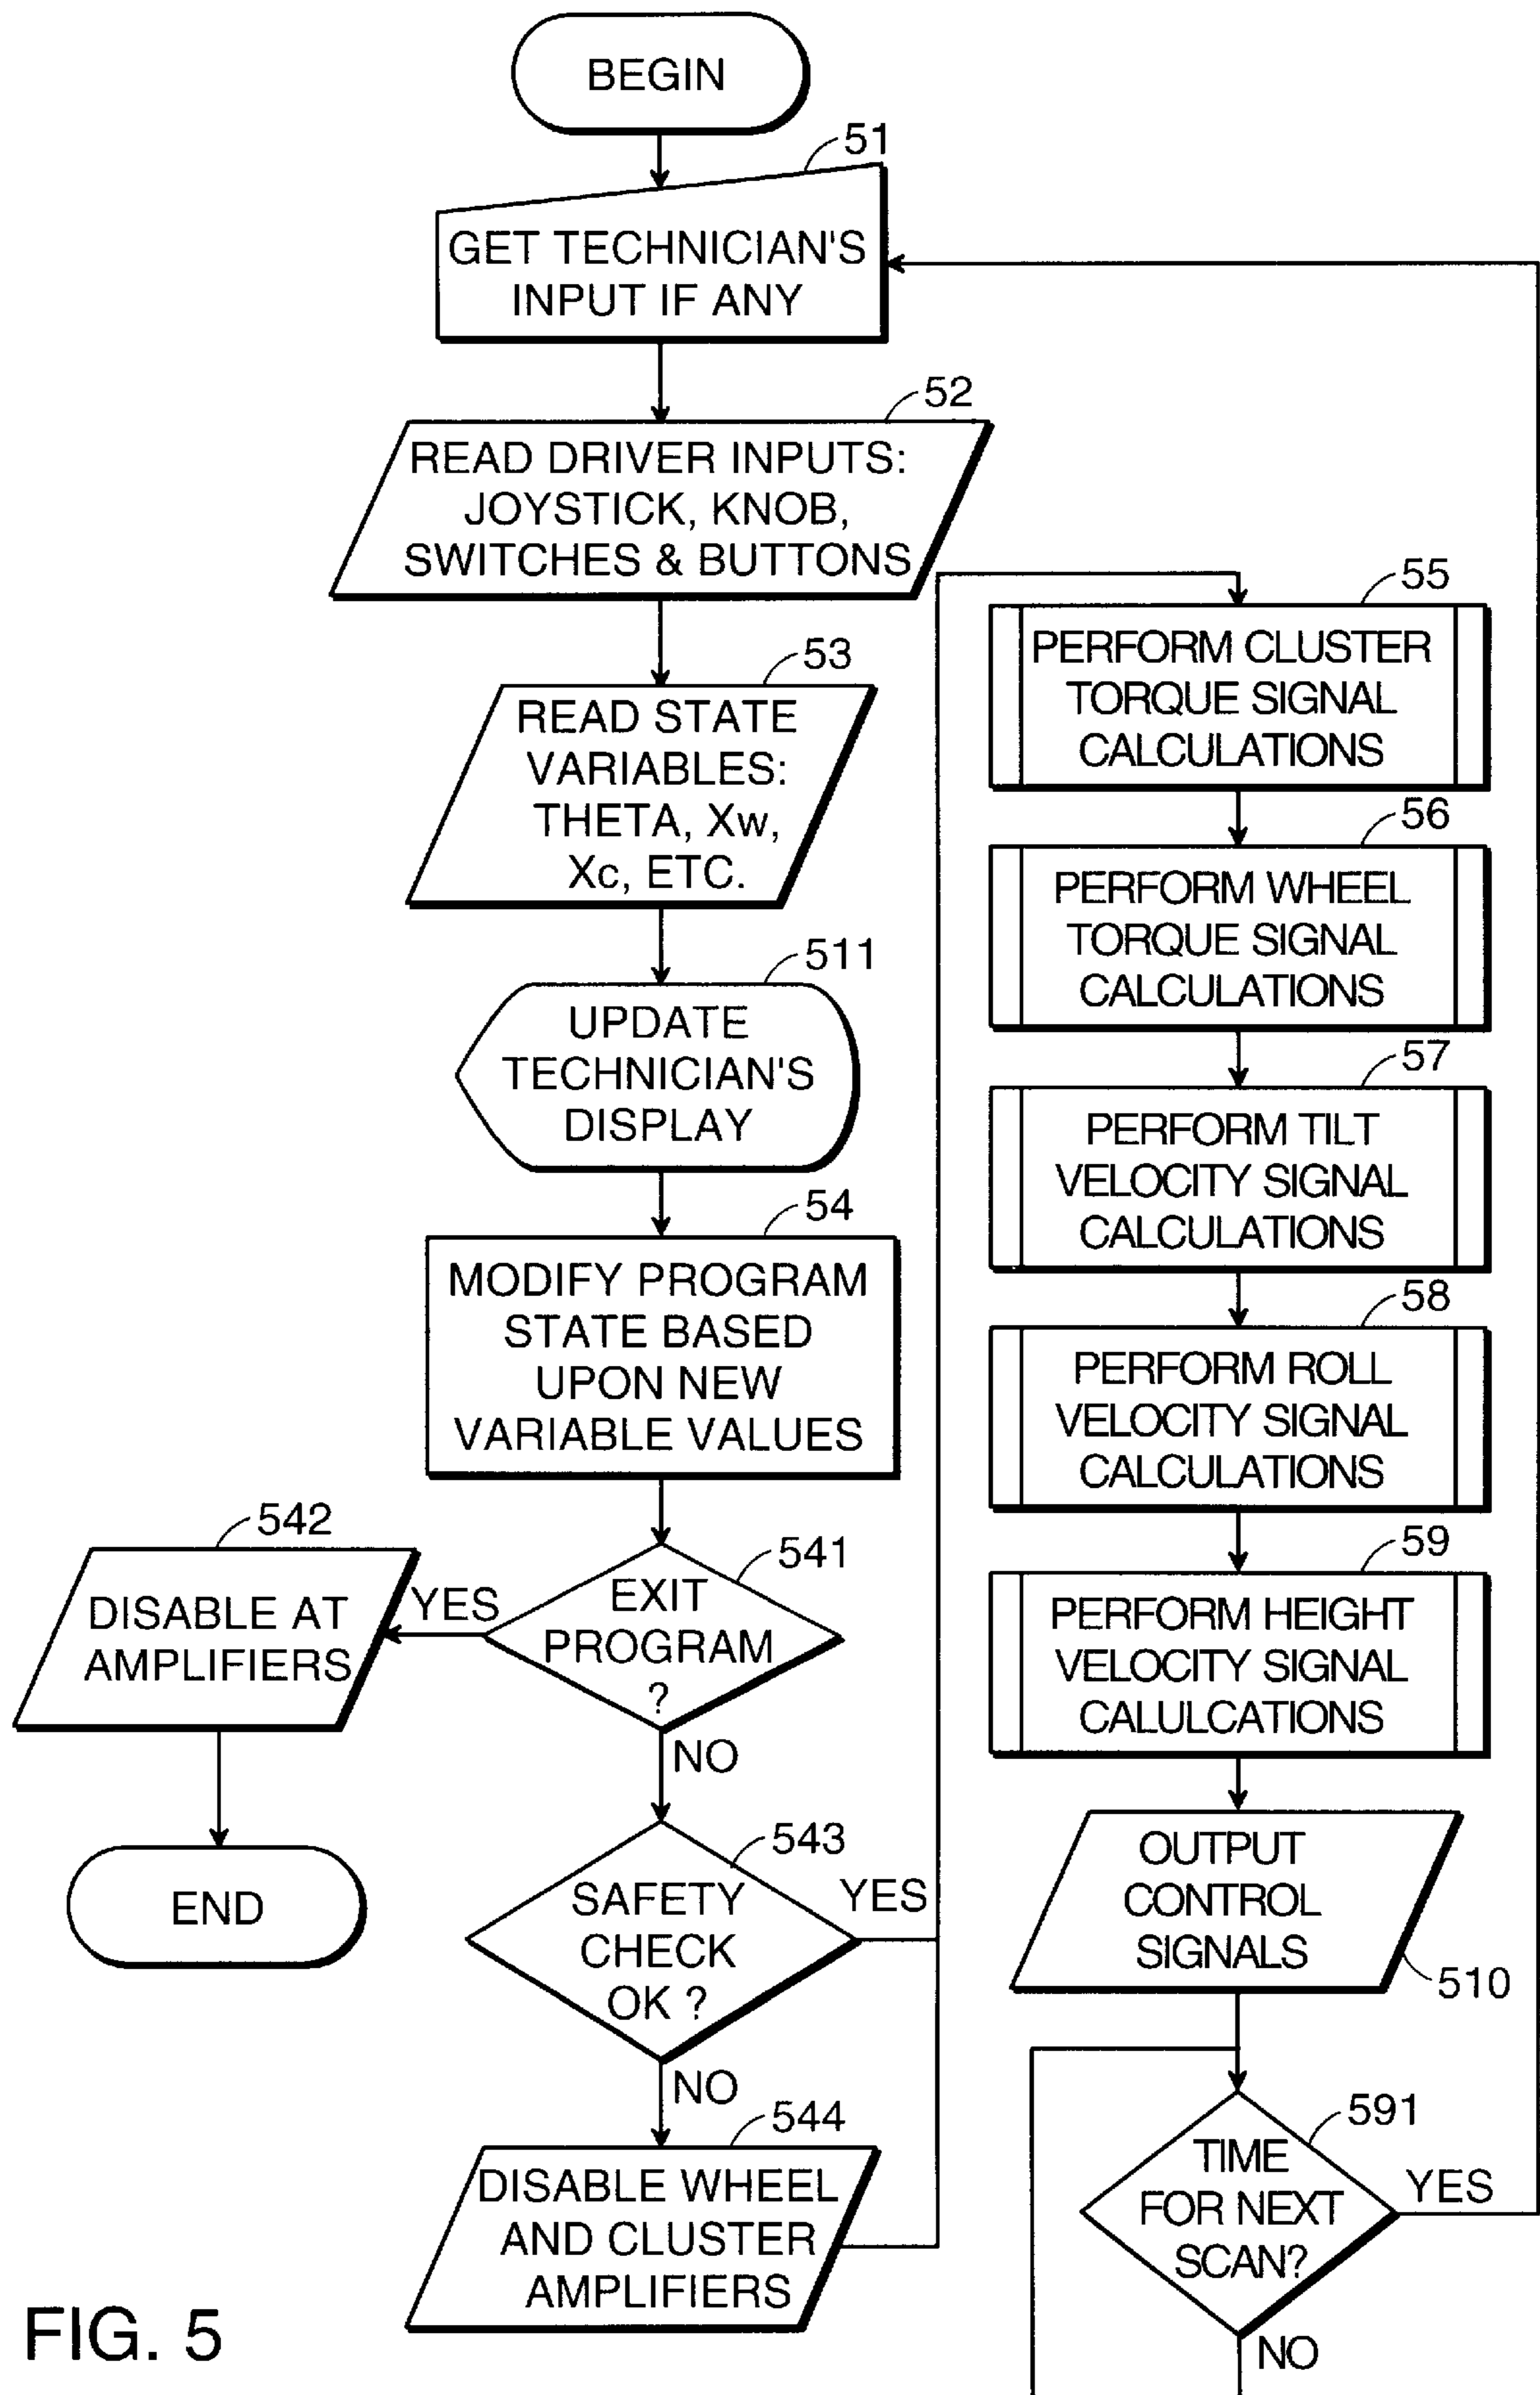 BEGIN
51
GET TECHNICIAN'S
INPUT IF ANY
52
READ DRIVER INPUTS:
JOYSTICK, KNOB,
SWITCHES & BUTTONS
53
READ STATE
VARIABLES:
THETA, Xw,
Xc, ETC.
511
UPDATE
TECHNICIAN'S
DISPLAY
54
MODIFY PROGRAM
STATE BASED
UPON NEW
VARIABLE VALUES
541
EXIT
PROGRAM
?
YES
542
DISABLE AT
AMPLIFIERS
END
NO
543
SAFETY
CHECK
OK ?
YES
NO
544
DISABLE WHEEL
AND CLUSTER
AMPLIFIERS
55
PERFORM CLUSTER
TORQUE SIGNAL
CALCULATIONS
56
PERFORM WHEEL
TORQUE SIGNAL
CALCULATIONS
57
PERFORM TILT
VELOCITY SIGNAL
CALCULATIONS
58
PERFORM ROLL
VELOCITY SIGNAL
CALCULATIONS
59
PERFORM HEIGHT
VELOCITY SIGNAL
CALULCATIONS
OUTPUT
CONTROL
SIGNALS
510
591
TIME
FOR NEXT
SCAN?
YES
NO
FIG. 5